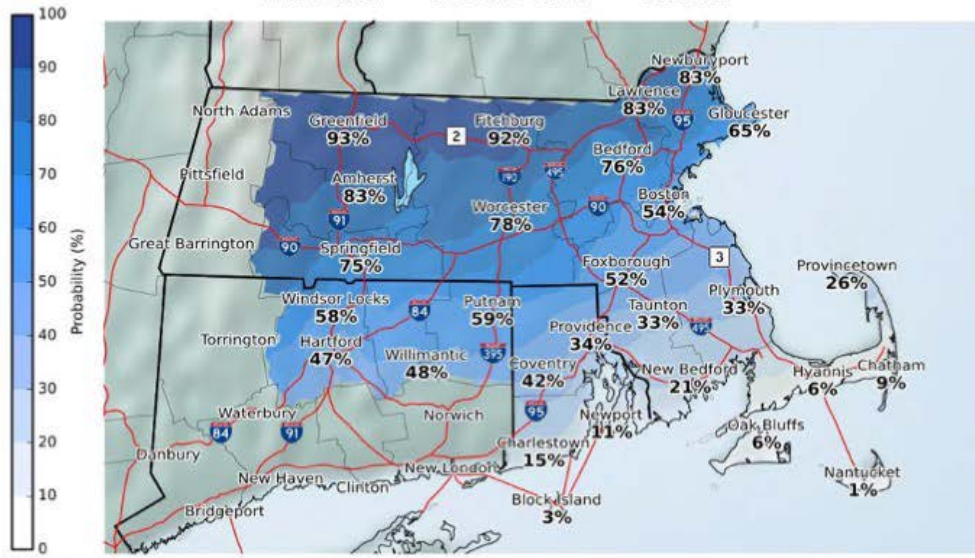 100
90
80
70
60
50
40
30
20
10
0
Probability (%)
Newburyport
83%
Lawrence
83%
North Adams
Greenfield
93%
2
Fitchburg
92%
95
Gloucester
65%
Bedford
76%
Pittsfield
Amherst
83%
190
495
Boston
54%
91
Worcester
78%
90
Great Barrington
90
Springfield
75%
Foxborough
52%
3
Provincetown
26%
Windsor Locks
58%
84
Putnam
59%
Taunton
33%
Plymouth
33%
495
Torrington
Hartford
47%
Willimantic
48%
395
Providence
34%
Coventry
42%
New Bedford
21%
Hyannis
6%
Chatham
9%
Waterbury
84
91
Norwich
95
Newport
11%
Oak Bluffs
6%
Danbury
Charlestown
15%
New Haven
New London
Clinton
Nantucket
1%
Bridgeport
Block Island
3%